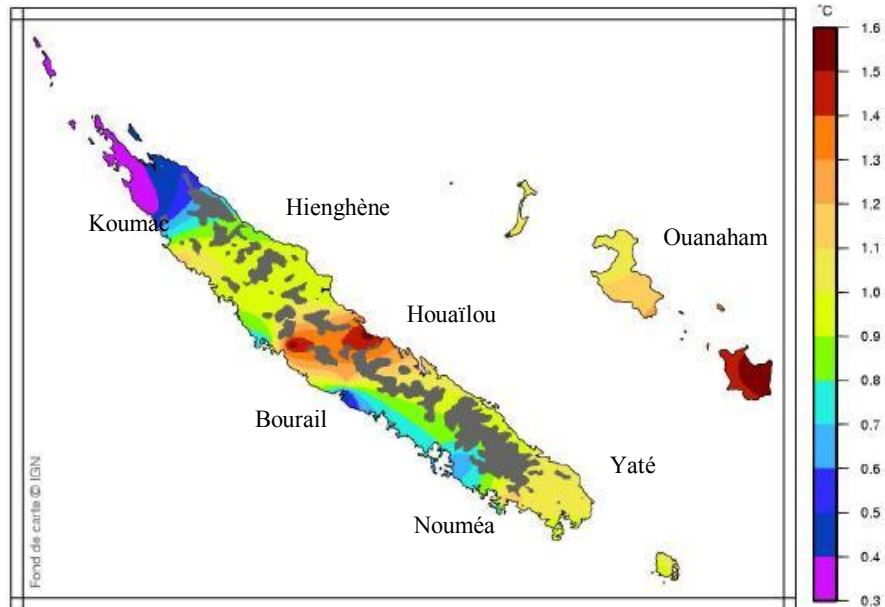 °C
1.6
1.5
1.4
1.3
1.2
1.1
1.0
0.9
0.8
0.7
0.6
0.5
0.4
0.3
Koumac
Hienghène
Ouanaham
Houaïlou
Bourail
Yaté
Nouméa
Fond de carte © IGN